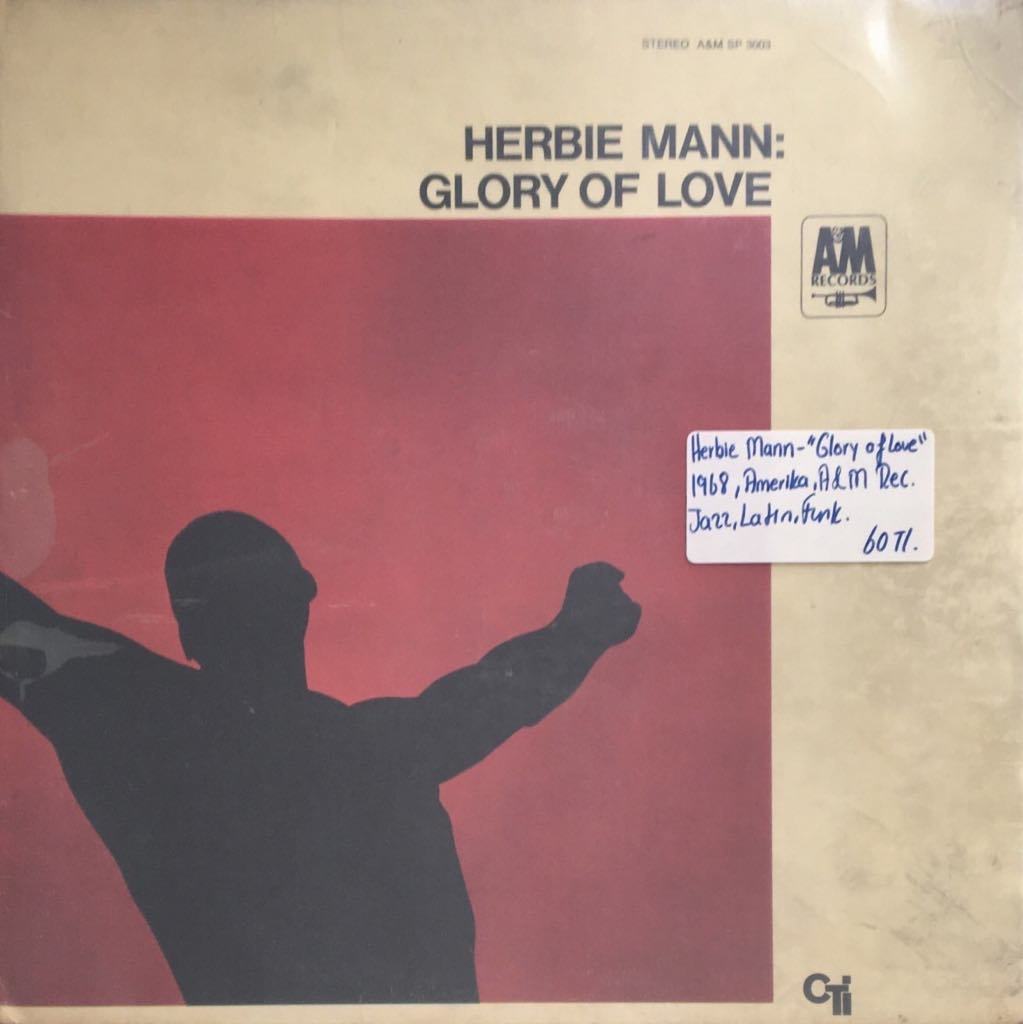 STEREO A&M SP 3003
HERBIE MANN:
GLORY OF LOVE
A&M
RECORDS
Herbie Mann-"Glory of Love"
1968, Amerika, A&M Rec.
Jazz, Latin, Funk.
60 Tl.
CTi